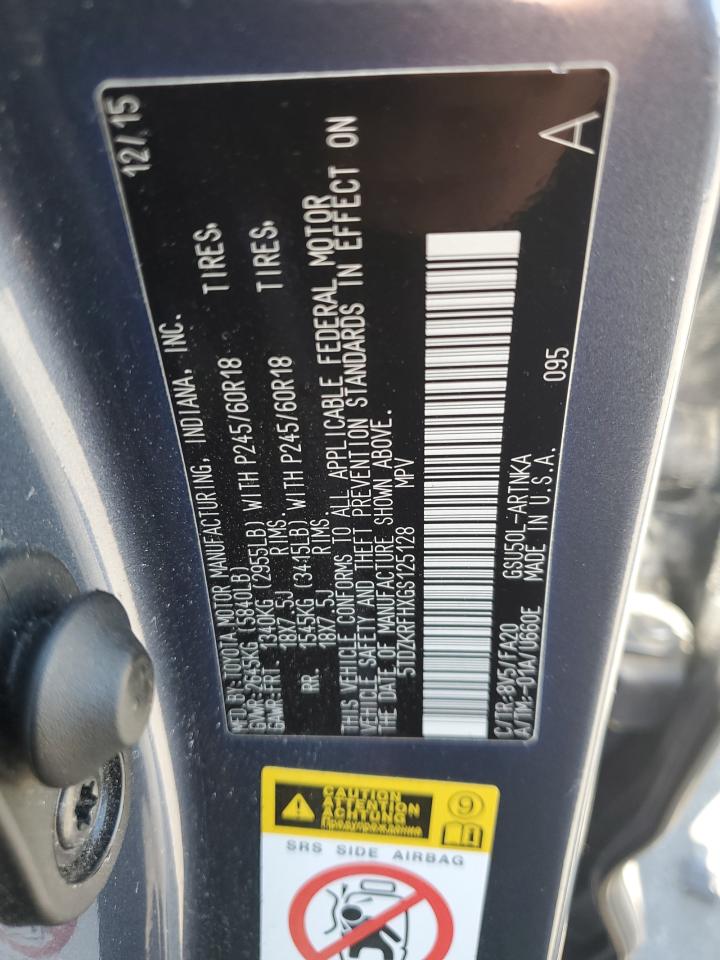 MFD. BY: TOYOTA MOTOR MANUFACTURING, INDIANA, INC. 12/15
GVWR: 2645KG (5840LB)
GAWR: FRT 1340KG (2955LB) WITH P245/60R18 TIRES,
18X7.5J RIMS.
RR. 1545KG (3415LB) WITH P245/60R18 TIRES,
18X7.5J RIMS.
THIS VEHICLE CONFORMS TO ALL APPLICABLE FEDERAL MOTOR
VEHICLE SAFETY AND THEFT PREVENTION STANDARDS IN EFFECT ON
THE DATE OF MANUFACTURE SHOWN ABOVE.
5TDZKRFHXGS125128 MPV
C/TR: 8V5/FA20 GSU50L-ARTNKA
A/TM: -01A/U660E MADE IN U.S.A. 095 A
CAUTION
ATTENTION
ACHTUNG
Предупреждение
9
SRS SIDE AIRBAG